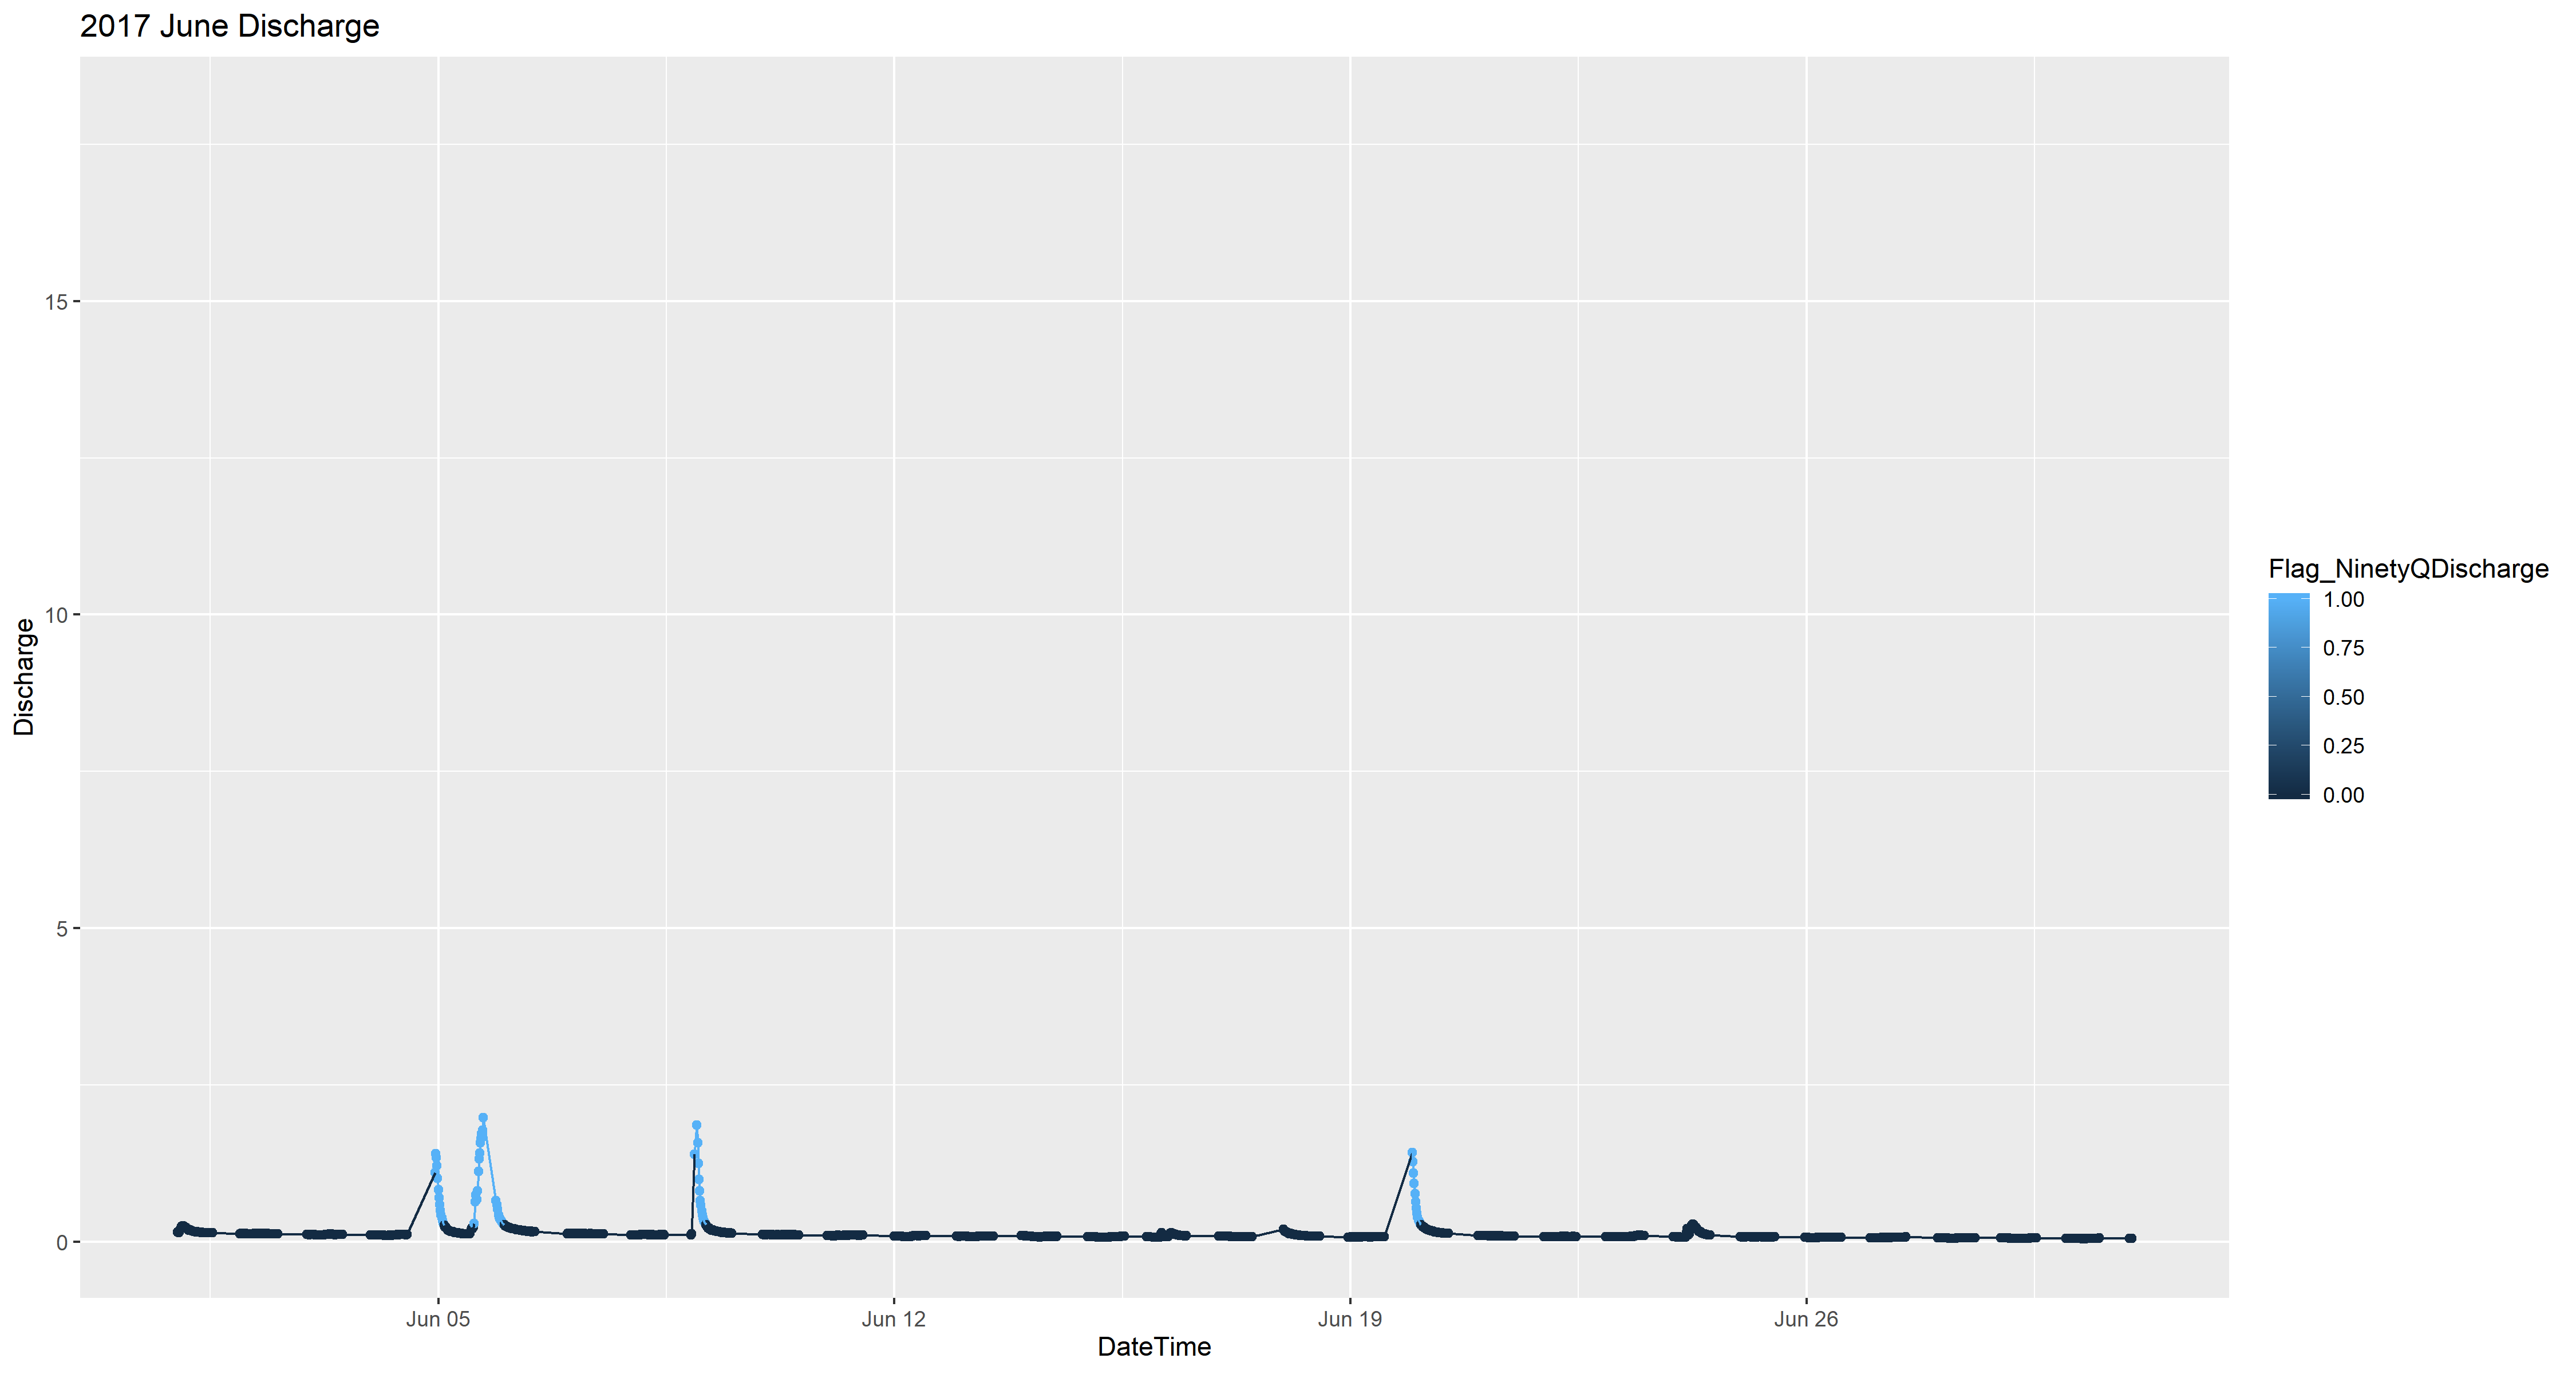 2017 June Discharge
15
10
5
0
Discharge
Jun 05
Jun 12
Jun 19
Jun 26
DateTime
Flag_NinetyQDischarge
1.00
0.75
0.50
0.25
0.00